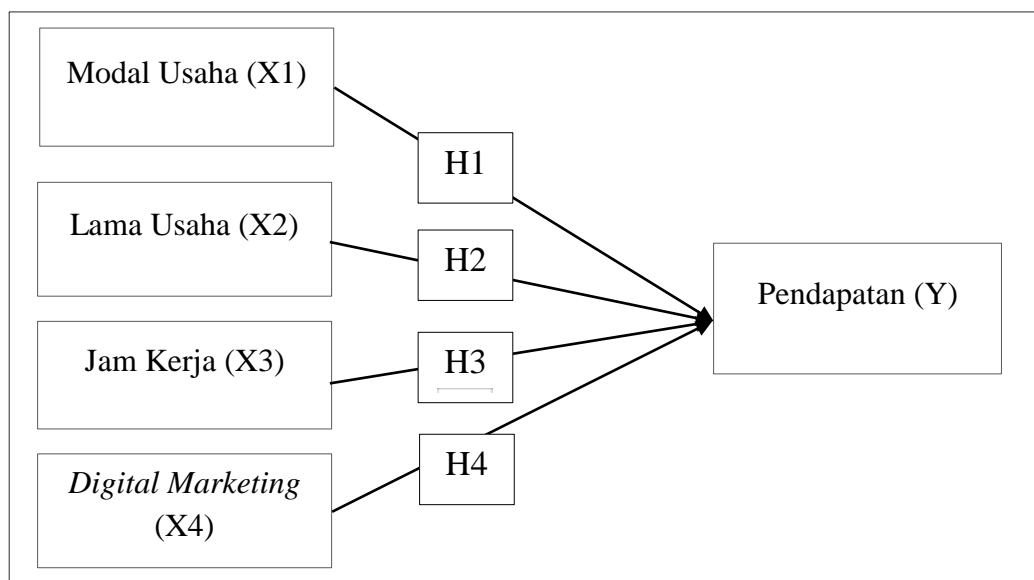 Modal Usaha (X1)
H1
Lama Usaha (X2)
H2
Pendapatan (Y)
Jam Kerja (X3)
H3
H4
Digital Marketing
(X4)